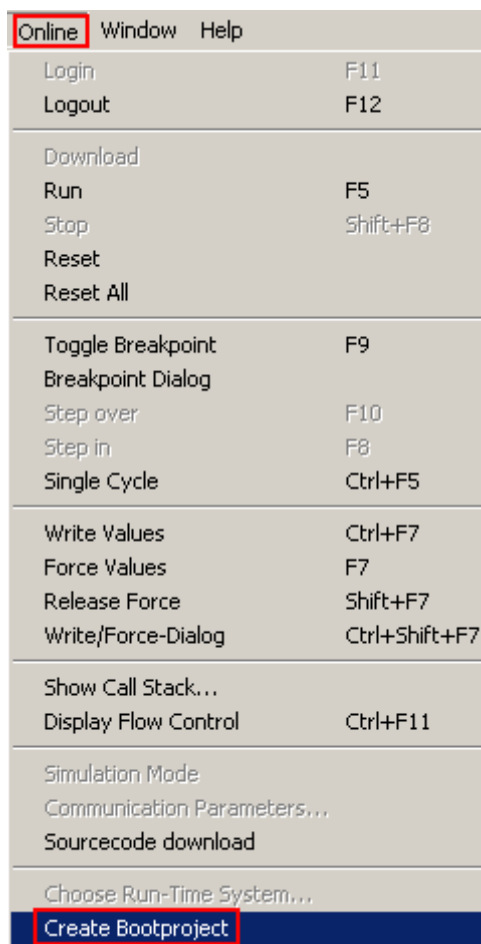 Online Window Help
Login F11
Logout F12
Download
Run F5
Stop Shift+F8
Reset
Reset All
Toggle Breakpoint F9
Breakpoint Dialog
Step over F10
Step in F8
Single Cycle Ctrl+F5
Write Values Ctrl+F7
Force Values F7
Release Force Shift+F7
Write/Force-Dialog Ctrl+Shift+F7
Show Call Stack...
Display Flow Control Ctrl+F11
Simulation Mode
Communication Parameters...
Sourcecode download
Choose Run-Time System...
Create Bootproject